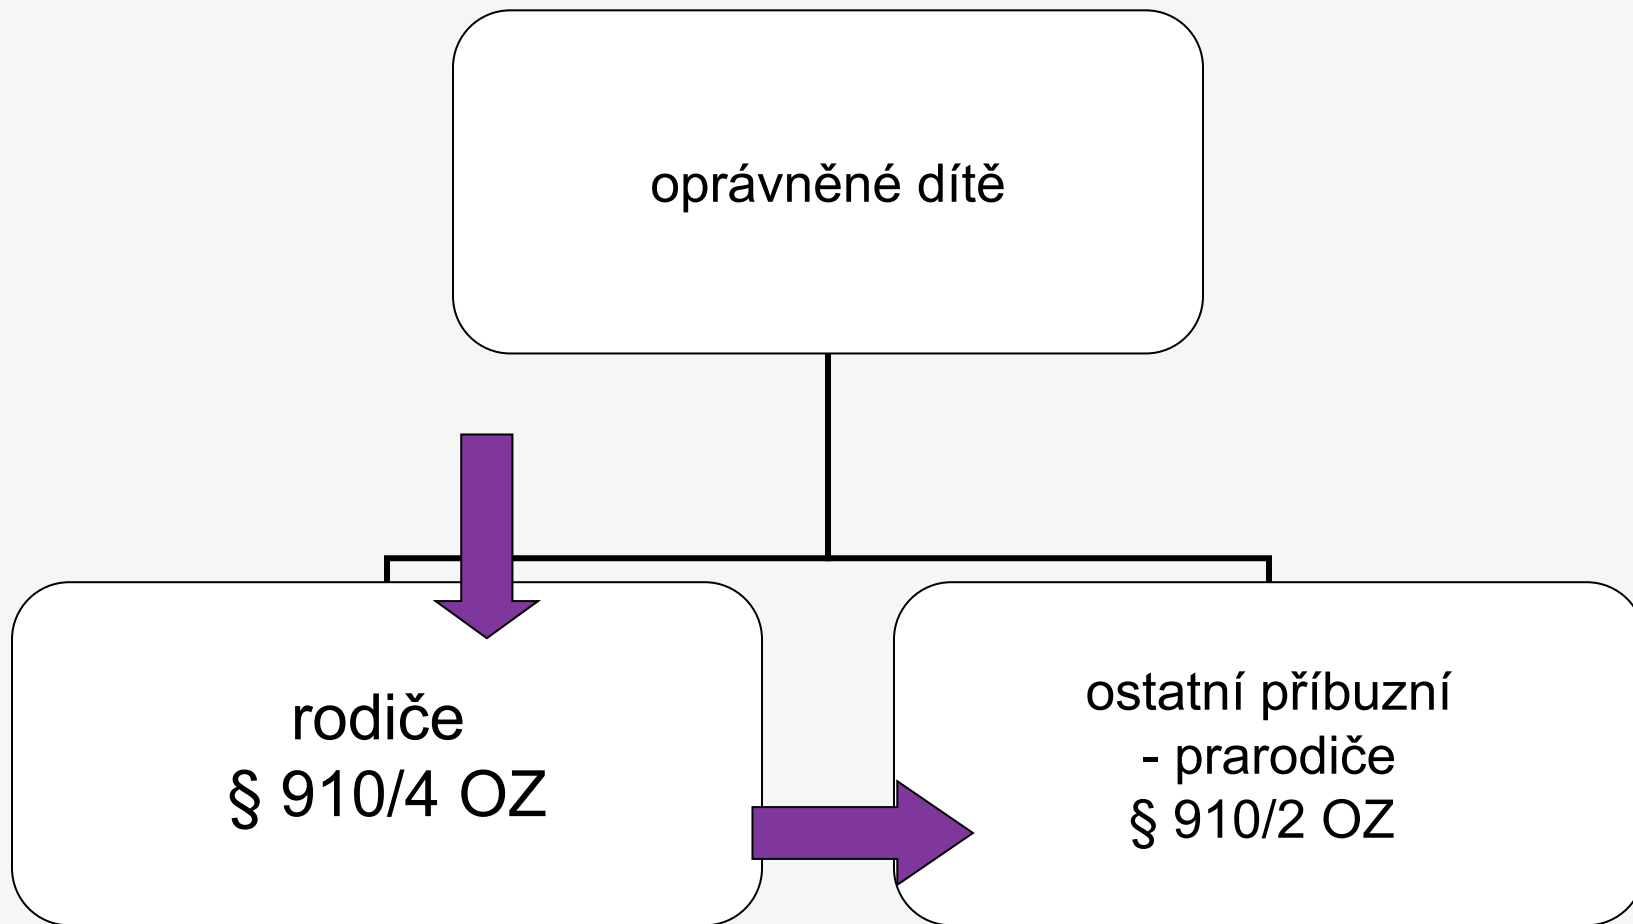 oprávněné dítě
rodiče
§ 910/4 OZ
ostatní příbuzní
- prarodiče
§ 910/2 OZ